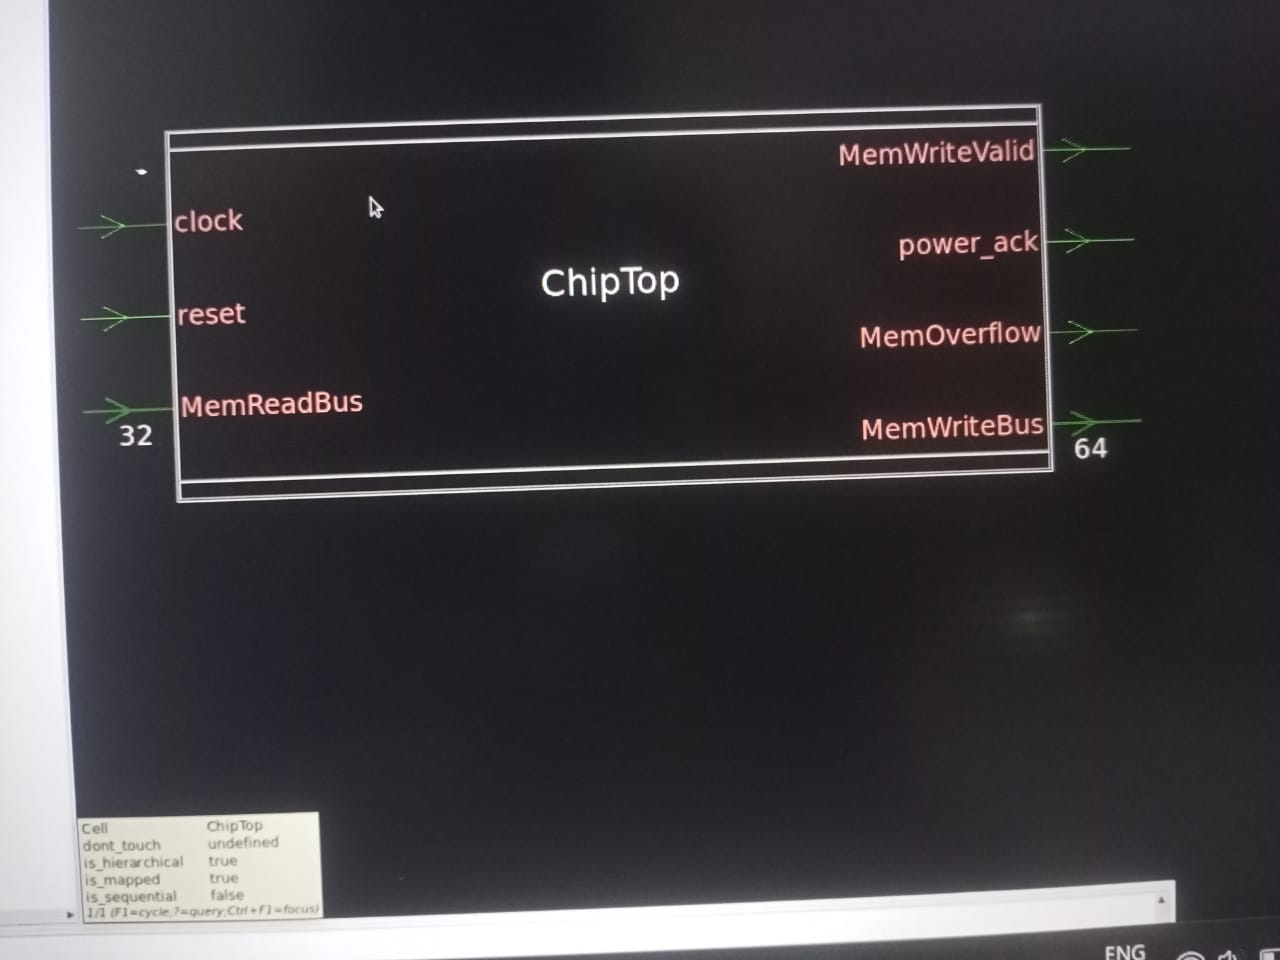 MemWriteValid
clock
power_ack
ChipTop
reset
MemOverflow
MemReadBus
32
MemWriteBus
64
Cell ChipTop
dont_touch undefined
is_hierarchical true
is_mapped true
is_sequential false
1/1 (F1=cycle,?=query,Ctrl+F1=focus)
ENG